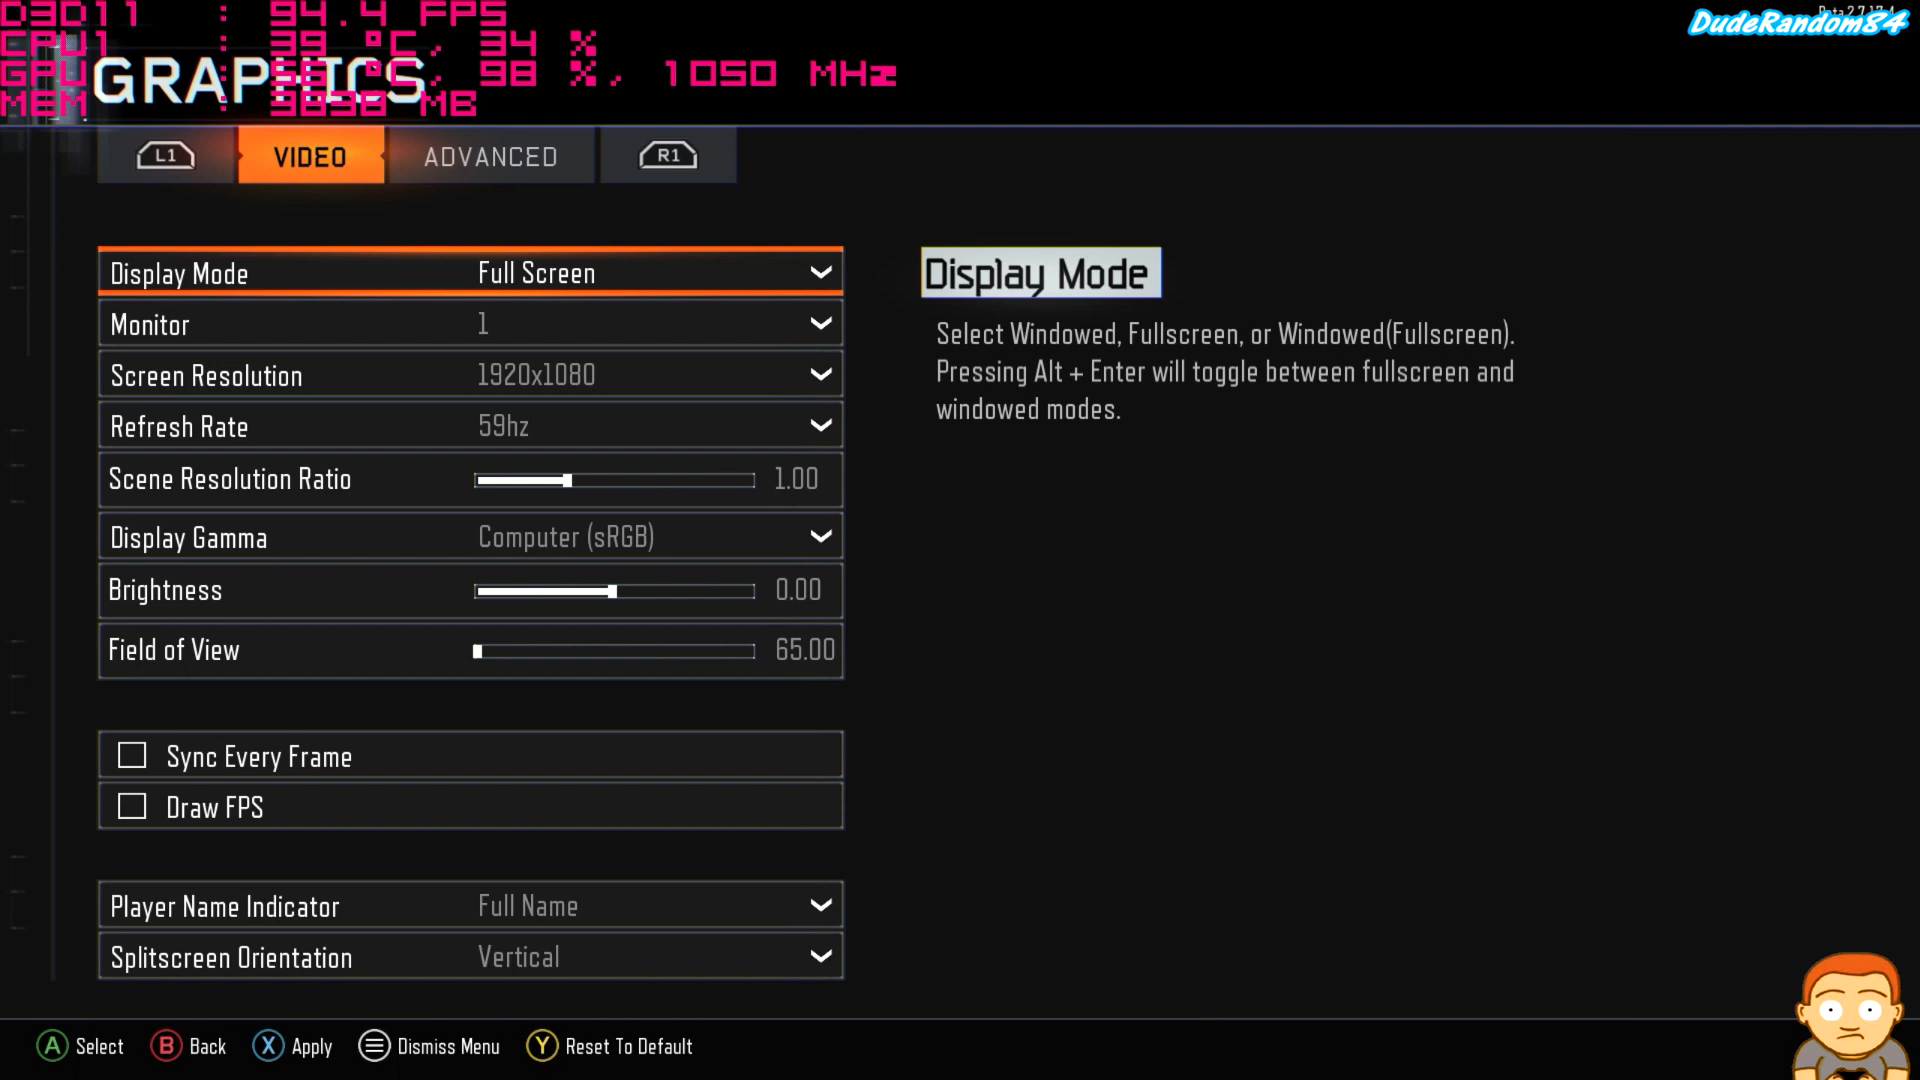 D3D11 : 94.4 FPS
CPU1 : 39 °C, 34 %
GPU : °C, 98 %, 1050 MHz
MEM : 3898 MB
GRAPHICS
DudeRandom84
L1 VIDEO ADVANCED R1
Display Mode Full Screen
Monitor 1
Screen Resolution 1920x1080
Refresh Rate 59hz
Scene Resolution Ratio 1.00
Display Gamma Computer (sRGB)
Brightness 0.00
Field of View 65.00
Sync Every Frame
Draw FPS
Player Name Indicator Full Name
Splitscreen Orientation Vertical
Display Mode
Select Windowed, Fullscreen, or Windowed(Fullscreen).
Pressing Alt + Enter will toggle between fullscreen and
windowed modes.
A Select B Back X Apply Dismiss Menu Y Reset To Default